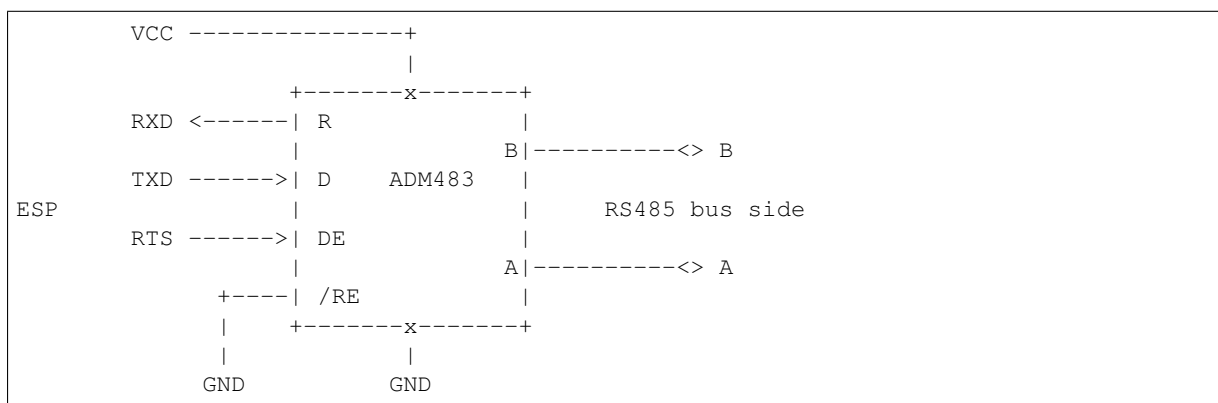 VCC ---------------+
|
+-------x-------+
RXD <------| R |
| B|----------<> B
TXD ------>| D ADM483 |
ESP | | RS485 bus side
RTS ------>| DE |
| A|----------<> A
+----| /RE |
| +-------x-------+
| |
GND GND